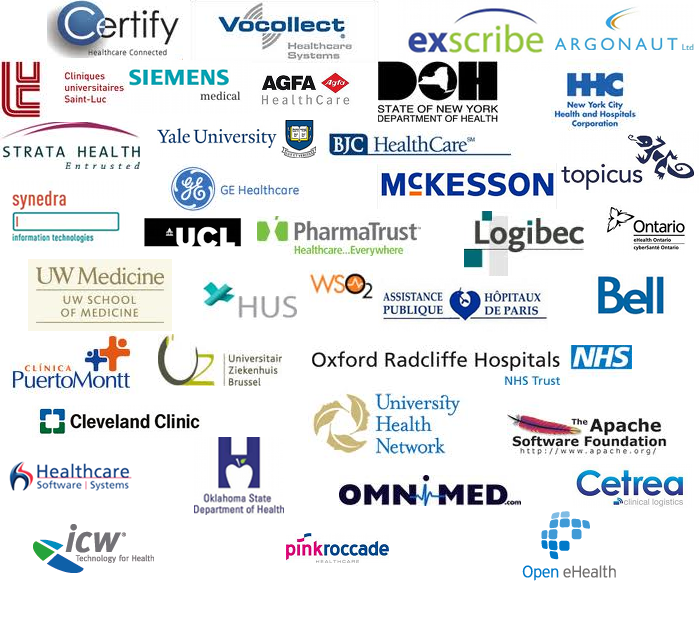 Certify
Healthcare Connected
Vocollect
Healthcare
Systems
exscribe
ARGONAUT Ltd
Cliniques
universitaires
Saint-Luc
SIEMENS
medical
AGFA
Agfa
HealthCare
DOH
STATE OF NEW YORK
DEPARTMENT OF HEALTH
HHC
New York City
Health and Hospitals
Corporation
STRATA HEALTH
Entrusted
Yale University
BJC HealthCare SM
topicus
GE Healthcare
McKESSON
synedra
information technologies
UCL
PharmaTrust
Healthcare...Everywhere
Logibec
Ontario
eHealth Ontario
cyberSanté Ontario
UW Medicine
UW SCHOOL
OF MEDICINE
HUS
WSO2
ASSISTANCE
PUBLIQUE
HÔPITAUX
DE PARIS
Bell
CLÍNICA
PuertoMontt
UZ
Universitair
Ziekenhuis
Brussel
Oxford Radcliffe Hospitals NHS
NHS Trust
Cleveland Clinic
University
Health
Network
The Apache
Software Foundation
http://www.apache.org/
Healthcare
Software | Systems
Oklahoma State
Department of Health
OMNIMED.com
Cetrea
clinical logistics
icw®
Technology for Health
pinkroccade
HEALTHCARE
Open eHealth